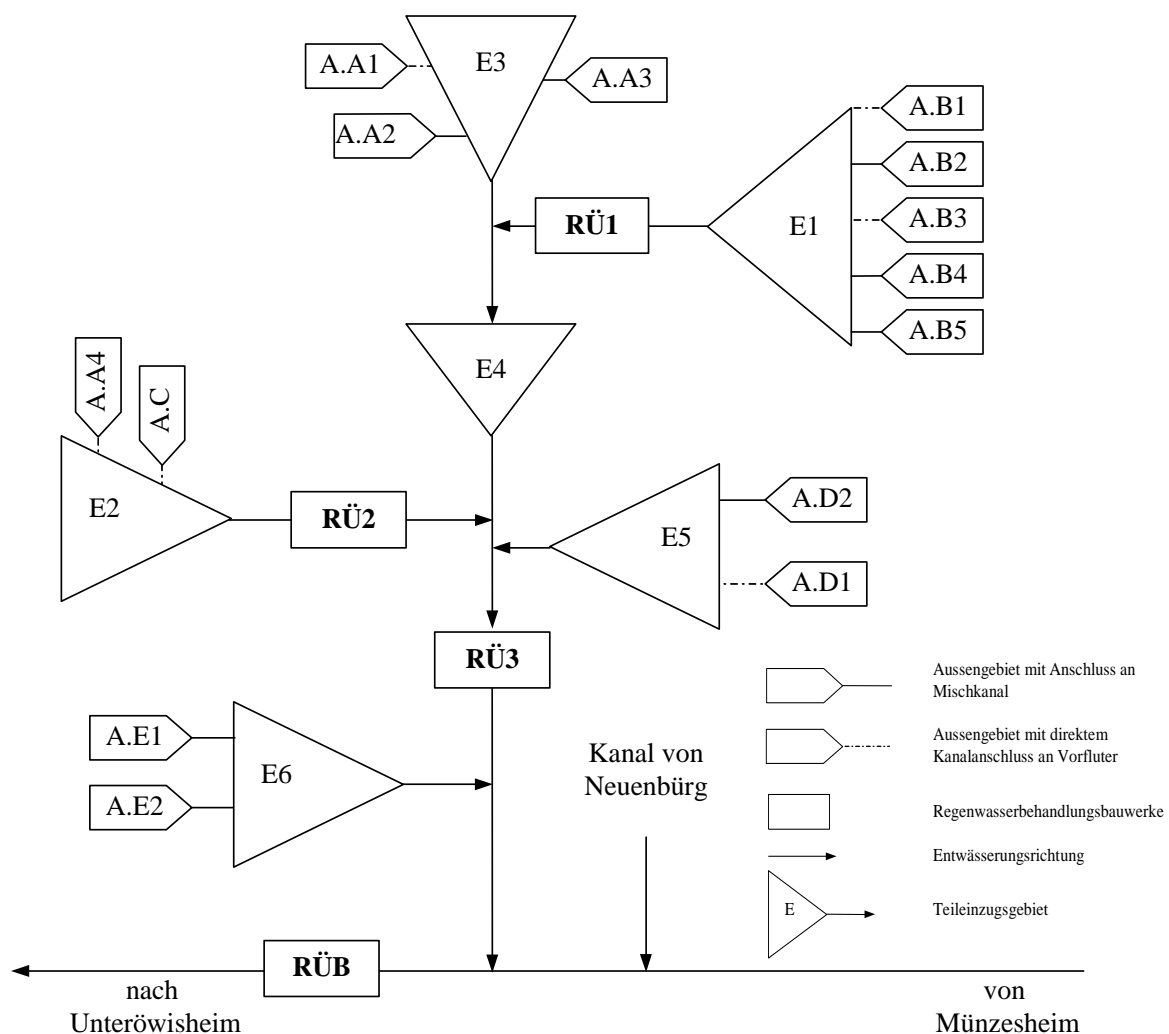 E3
A.A1
A.A3
A.A2
A.B1
A.B2
RÜ1
E1
A.B3
A.B4
A.B5
E4
A.A4
A.C
E2
RÜ2
A.D2
E5
A.D1
RÜ3
A.E1
E6
A.E2
Kanal von
Neuenbürg
Aussengebiet mit Anschluss an
Mischkanal
Aussengebiet mit direktem
Kanalanschluss an Vorfluter
Regenwasserbehandlungsbauwerke
Entwässerungsrichtung
E
Teileinzugsgebiet
RÜB
nach
Unteröwisheim
von
Münzesheim